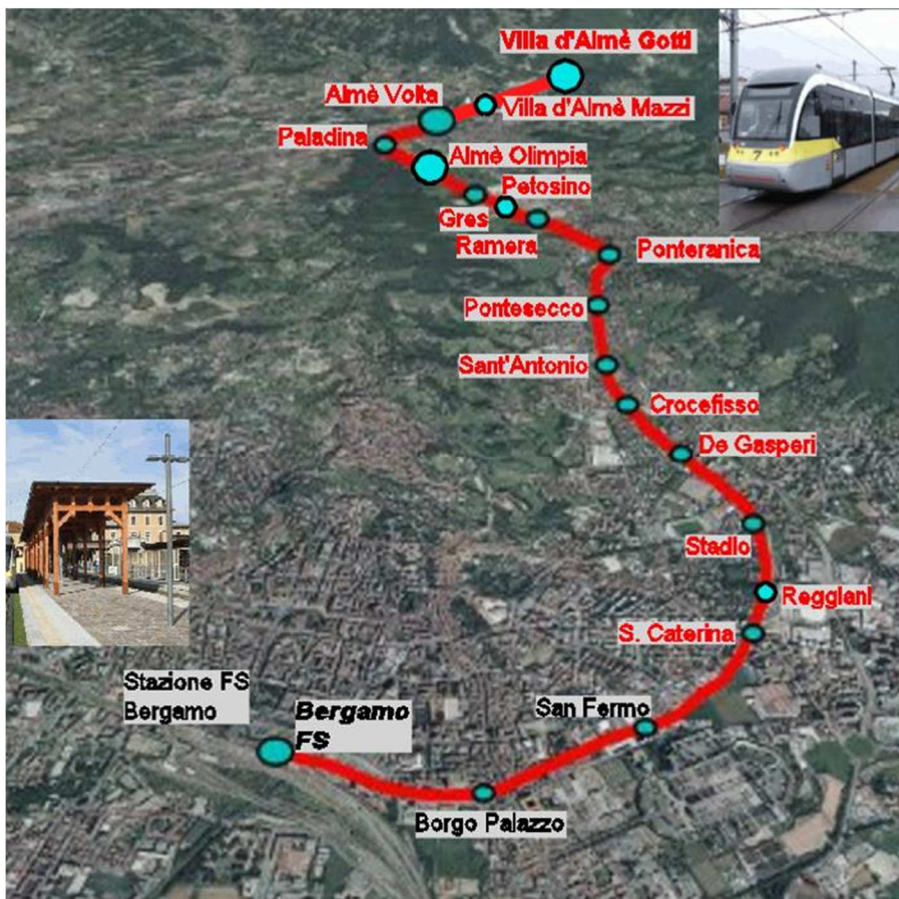 Villa d'Almè Gotti
Almè Volta
Villa d'Almè Mazzi
Paladina
Almè Olimpia
Petosino
Gres
Ramera
Ponteranica
Pontesecco
Sant'Antonio
Crocefisso
De Gasperi
Stadio
Reggiani
S. Caterina
Stazione FS
Bergamo
Bergamo
FS
San Fermo
Borgo Palazzo
7